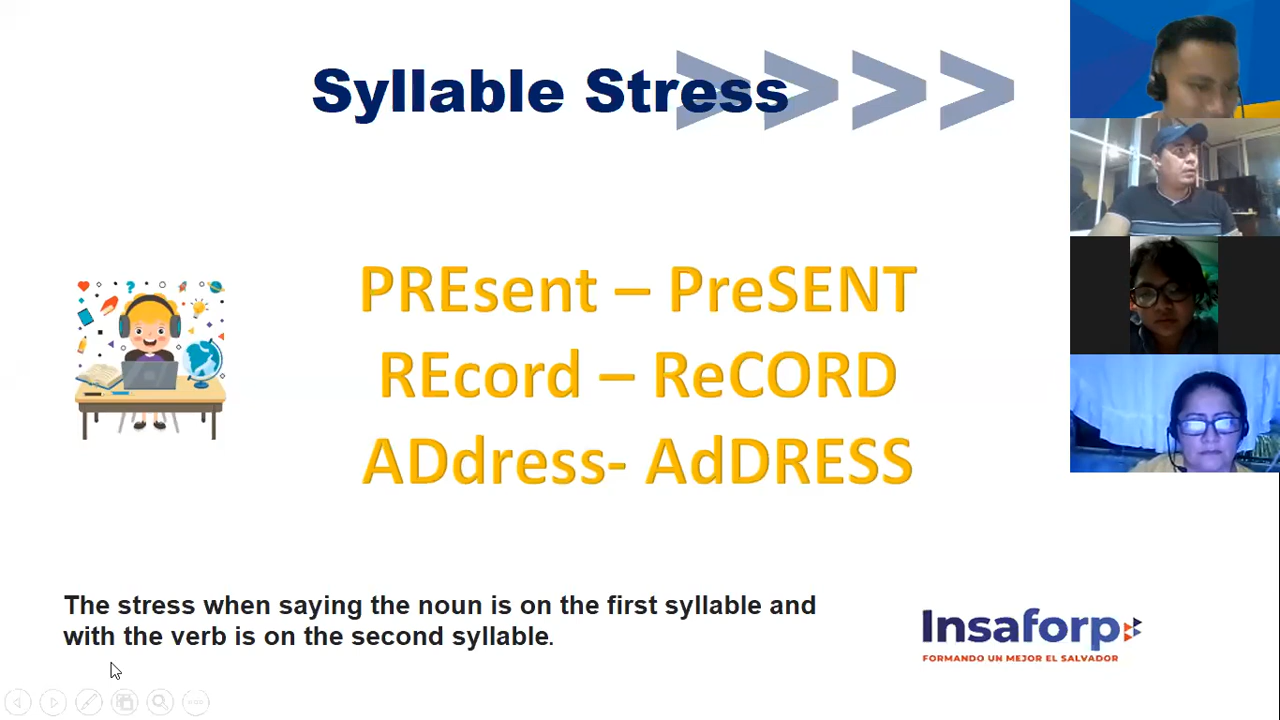 Syllable Stress
PREsent – PreSENT
REcord – ReCORD
ADdress- AdDRESS
The stress when saying the noun is on the first syllable and
with the verb is on the second syllable.
Insaforp
FORMANDO UN MEJOR EL SALVADOR